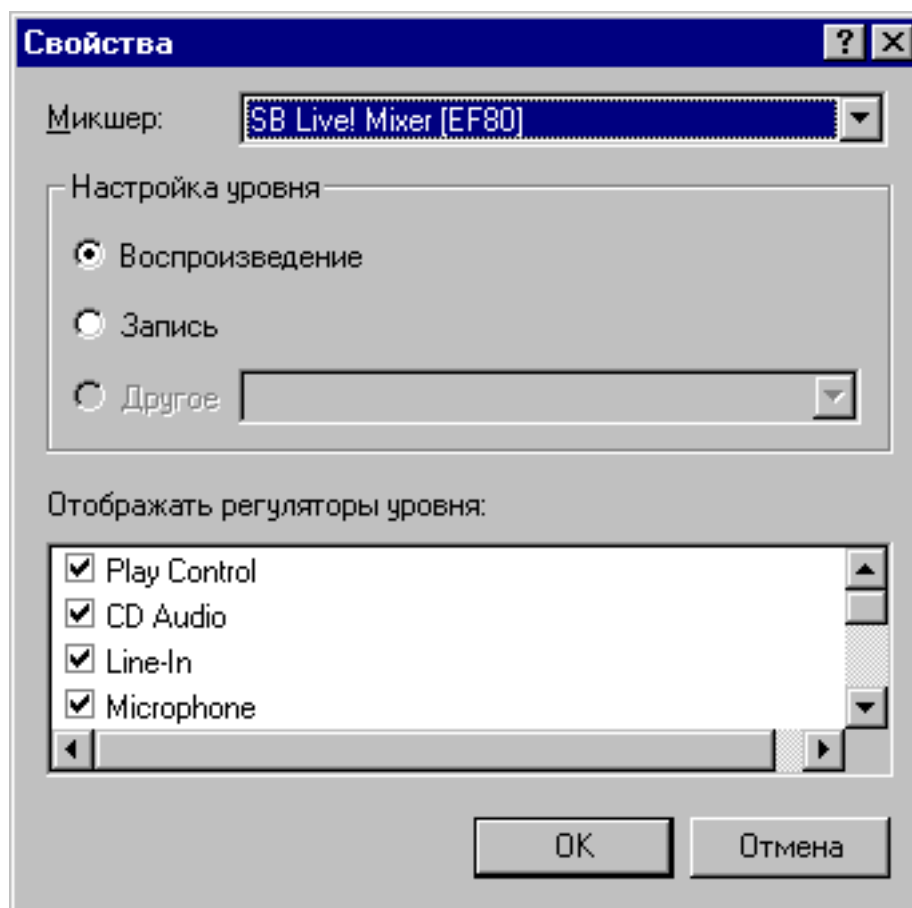 Свойства
Микшер: SB Live! Mixer [EF80]
Настройка уровня
Воспроизведение
Запись
Другое
Отображать регуляторы уровня:
Play Control
CD Audio
Line-In
Microphone
OK Отмена